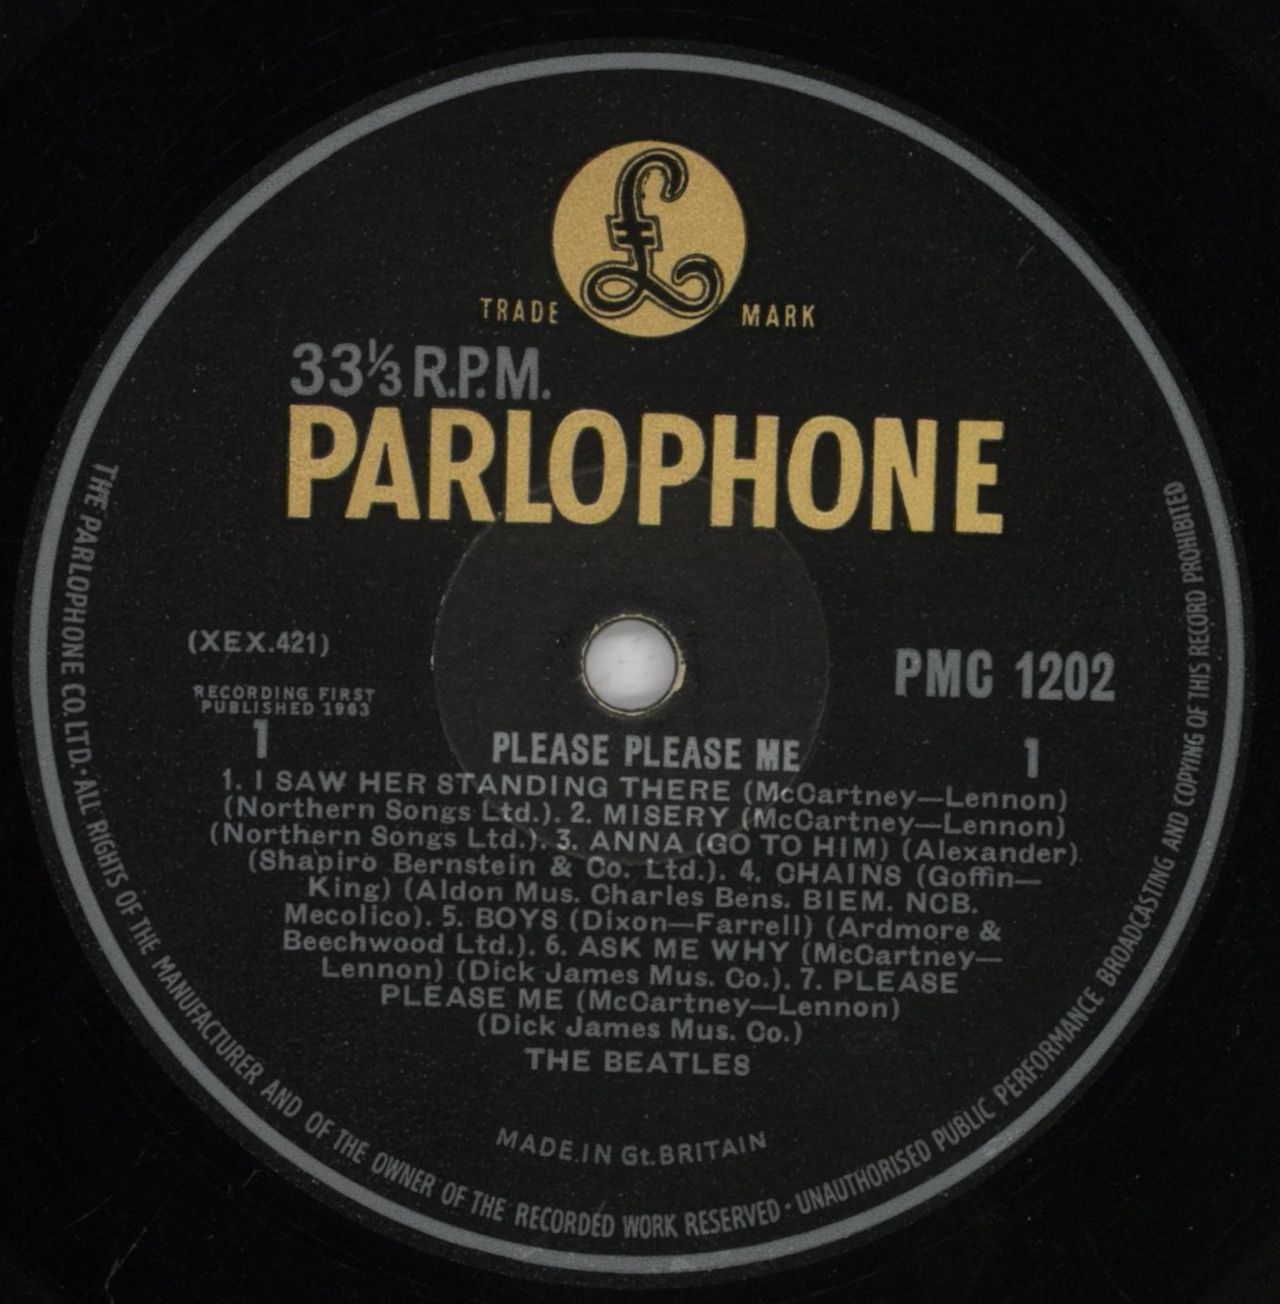 £
TRADE MARK
33⅓ R.P.M.
PARLOPHONE
(XEX.421)
PMC 1202
RECORDING FIRST
PUBLISHED 1963
1 1
PLEASE PLEASE ME
1. I SAW HER STANDING THERE (McCartney—Lennon)
(Northern Songs Ltd.). 2. MISERY (McCartney—Lennon)
(Northern Songs Ltd.). 3. ANNA (GO TO HIM) (Alexander)
(Shapiro Bernstein & Co. Ltd.). 4. CHAINS (Goffin—
King) (Aldon Mus. Charles Bens. BIEM. NCB.
Mecolico). 5. BOYS (Dixon—Farrell) (Ardmore &
Beechwood Ltd.). 6. ASK ME WHY (McCartney—
Lennon) (Dick James Mus. Co.). 7. PLEASE
PLEASE ME (McCartney—Lennon)
(Dick James Mus. Co.)
THE BEATLES
MADE IN Gt. BRITAIN
THE PARLOPHONE CO. LTD. · ALL RIGHTS OF THE MANUFACTURER AND OF THE OWNER OF THE RECORDED WORK RESERVED · UNAUTHORISED PUBLIC PERFORMANCE BROADCASTING AND COPYING OF THIS RECORD PROHIBITED